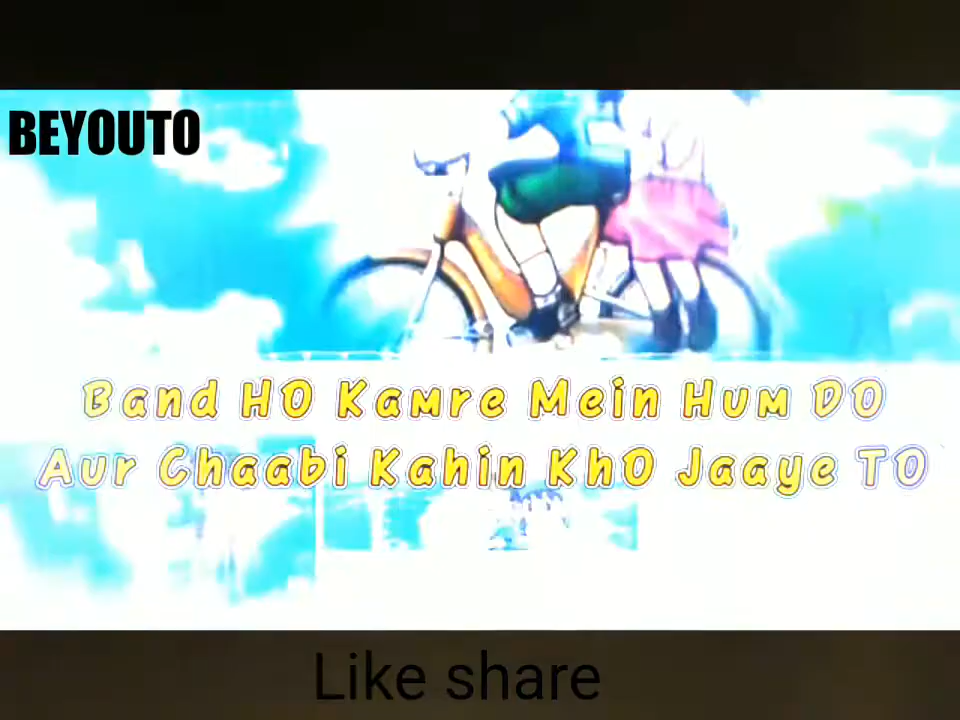 BEYOUTO
Band HO Kamre Mein Hum DO
Aur Chaabi Kahin KhO Jaaye TO
Like share